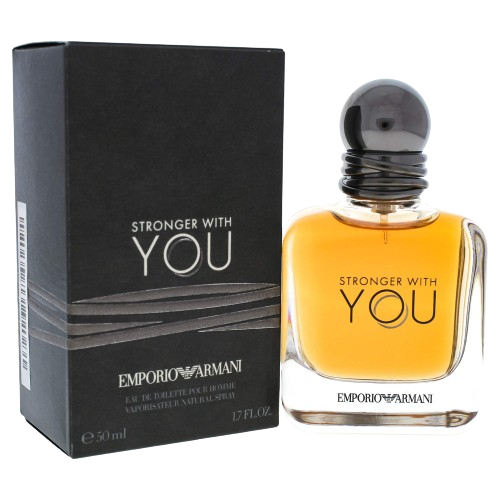 STRONGER WITH
YOU
EMPORIO ARMANI
EAU DE TOILETTE POUR HOMME
VAPORISATEUR NATURAL SPRAY
e 50 ml
1.7 FL.OZ.
STRONGER WITH
YOU
EMPORIO ARMANI